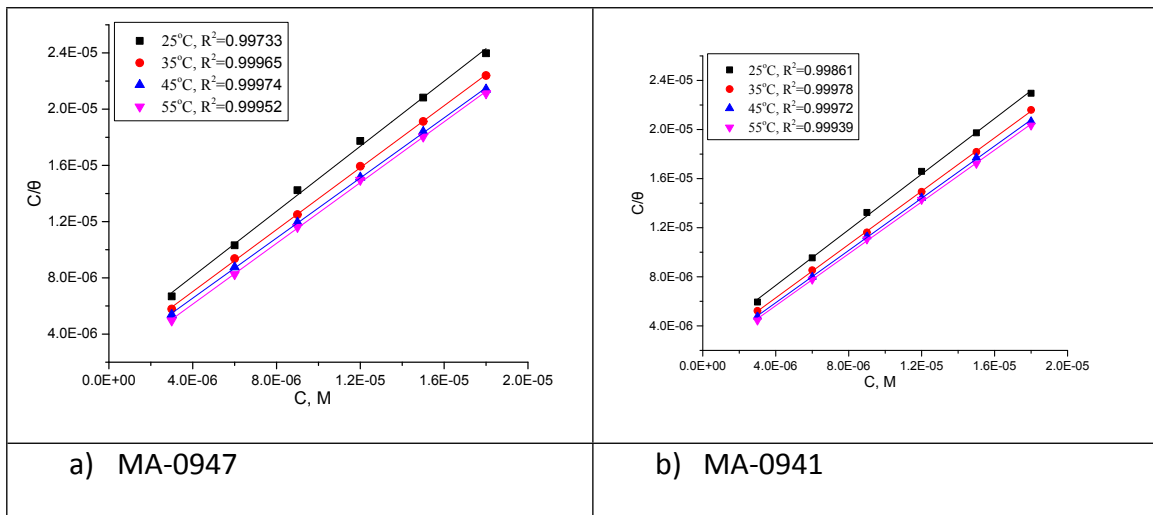 25°C, R²=0.99733
35°C, R²=0.99965
45°C, R²=0.99974
55°C, R²=0.99952
2.4E-05
2.0E-05
1.6E-05
1.2E-05
8.0E-06
4.0E-06
C/θ
0.0E+00 4.0E-06 8.0E-06 1.2E-05 1.6E-05 2.0E-05
C, M
25°C, R²=0.99861
35°C, R²=0.99978
45°C, R²=0.99972
55°C, R²=0.99939
2.4E-05
2.0E-05
1.6E-05
1.2E-05
8.0E-06
4.0E-06
C/θ
0.0E+00 4.0E-06 8.0E-06 1.2E-05 1.6E-05 2.0E-05
C, M
a) MA-0947
b) MA-0941